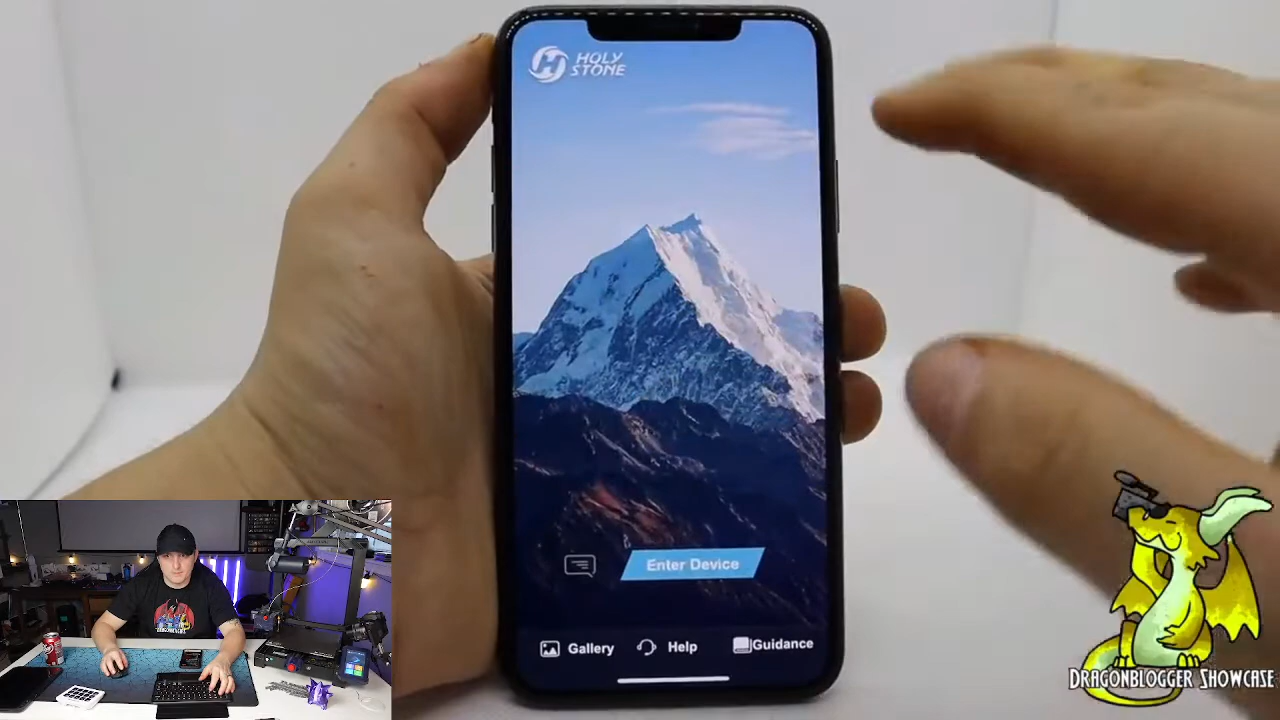 HOLY
STONE
Enter Device
Gallery
Help
Guidance
DRAGONBLOGGER SHOWCASE